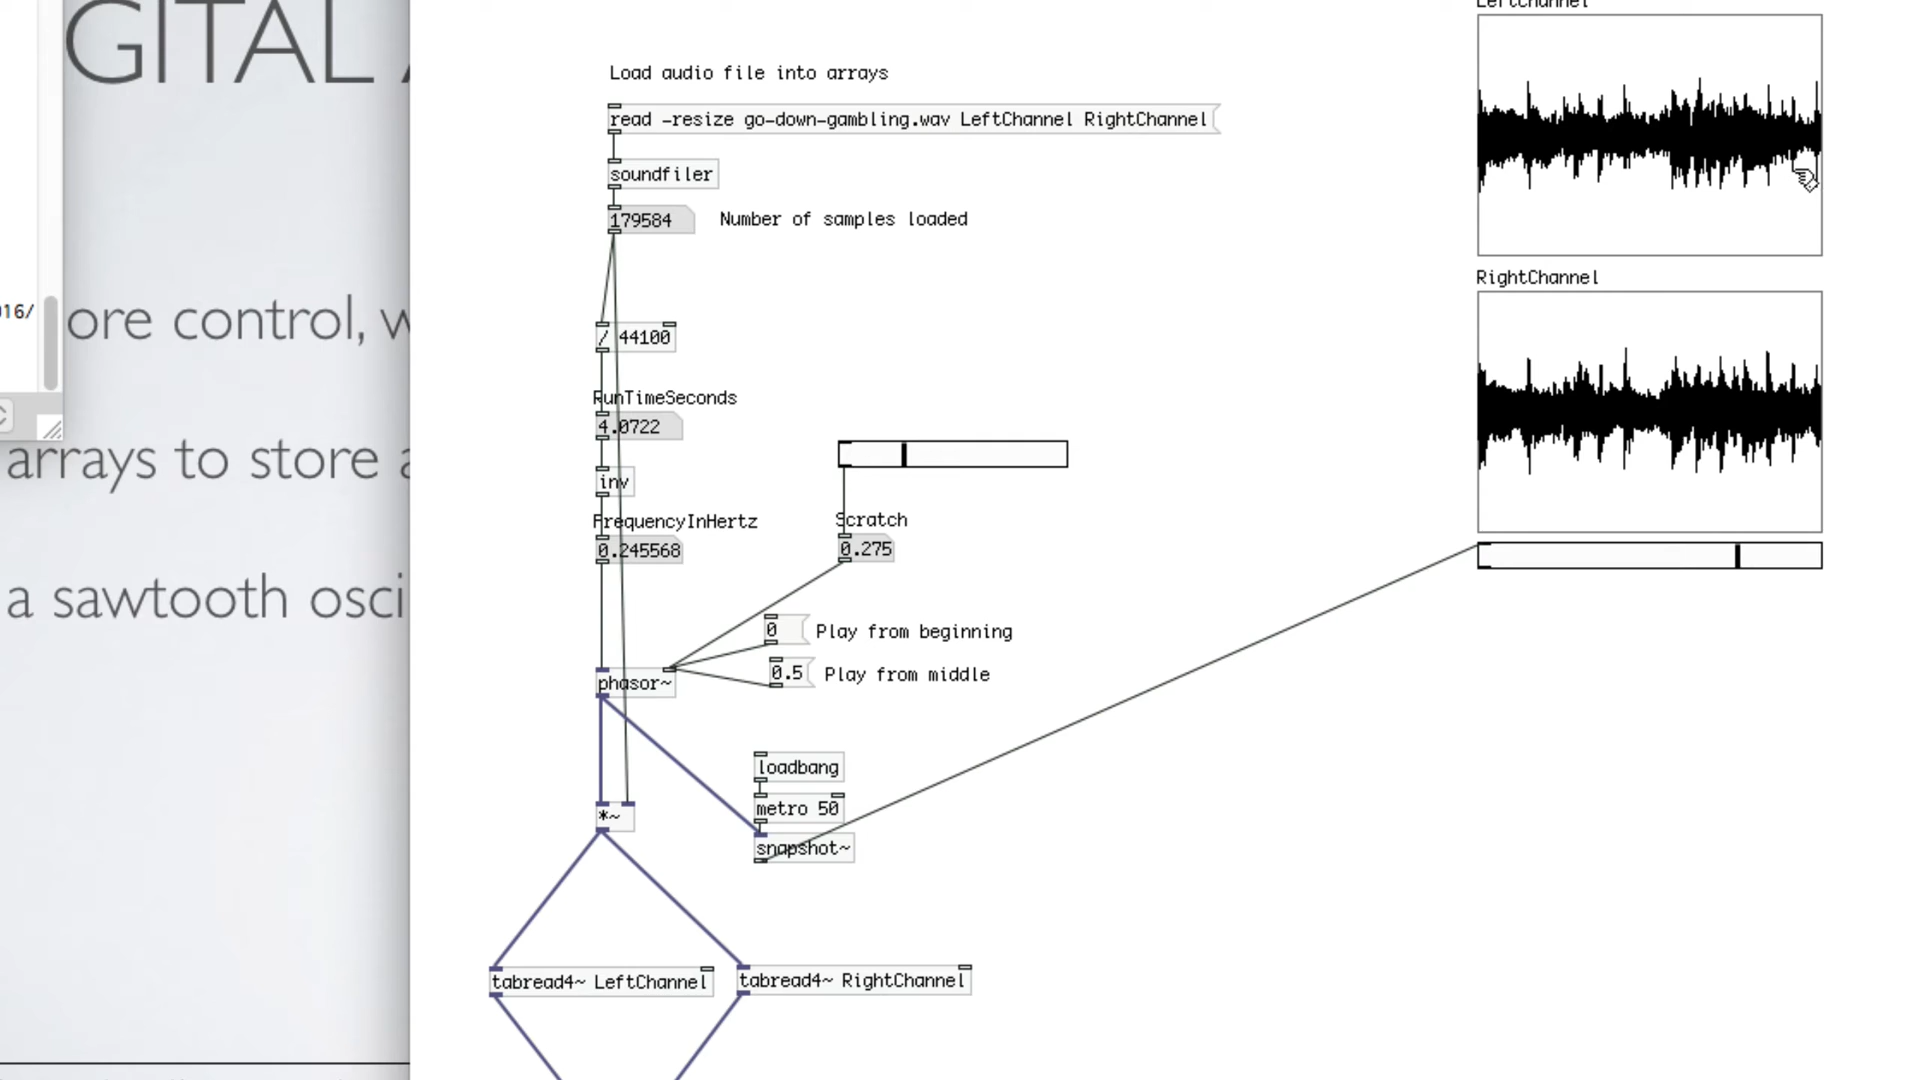 GITAL
LeftChannel
Load audio file into arrays
read -resize go-down-gambling.wav LeftChannel RightChannel
soundfiler
179584 Number of samples loaded
RightChannel
016/
ore control, w
/ 44100
RunTimeSeconds
4.0722
arrays to store a
inv
FrequencyInHertz
0.245568
Scratch
0.275
a sawtooth osci
0 Play from beginning
0.5 Play from middle
phasor~
loadbang
metro 50
*~
snapshot~
tabread4~ LeftChannel
tabread4~ RightChannel